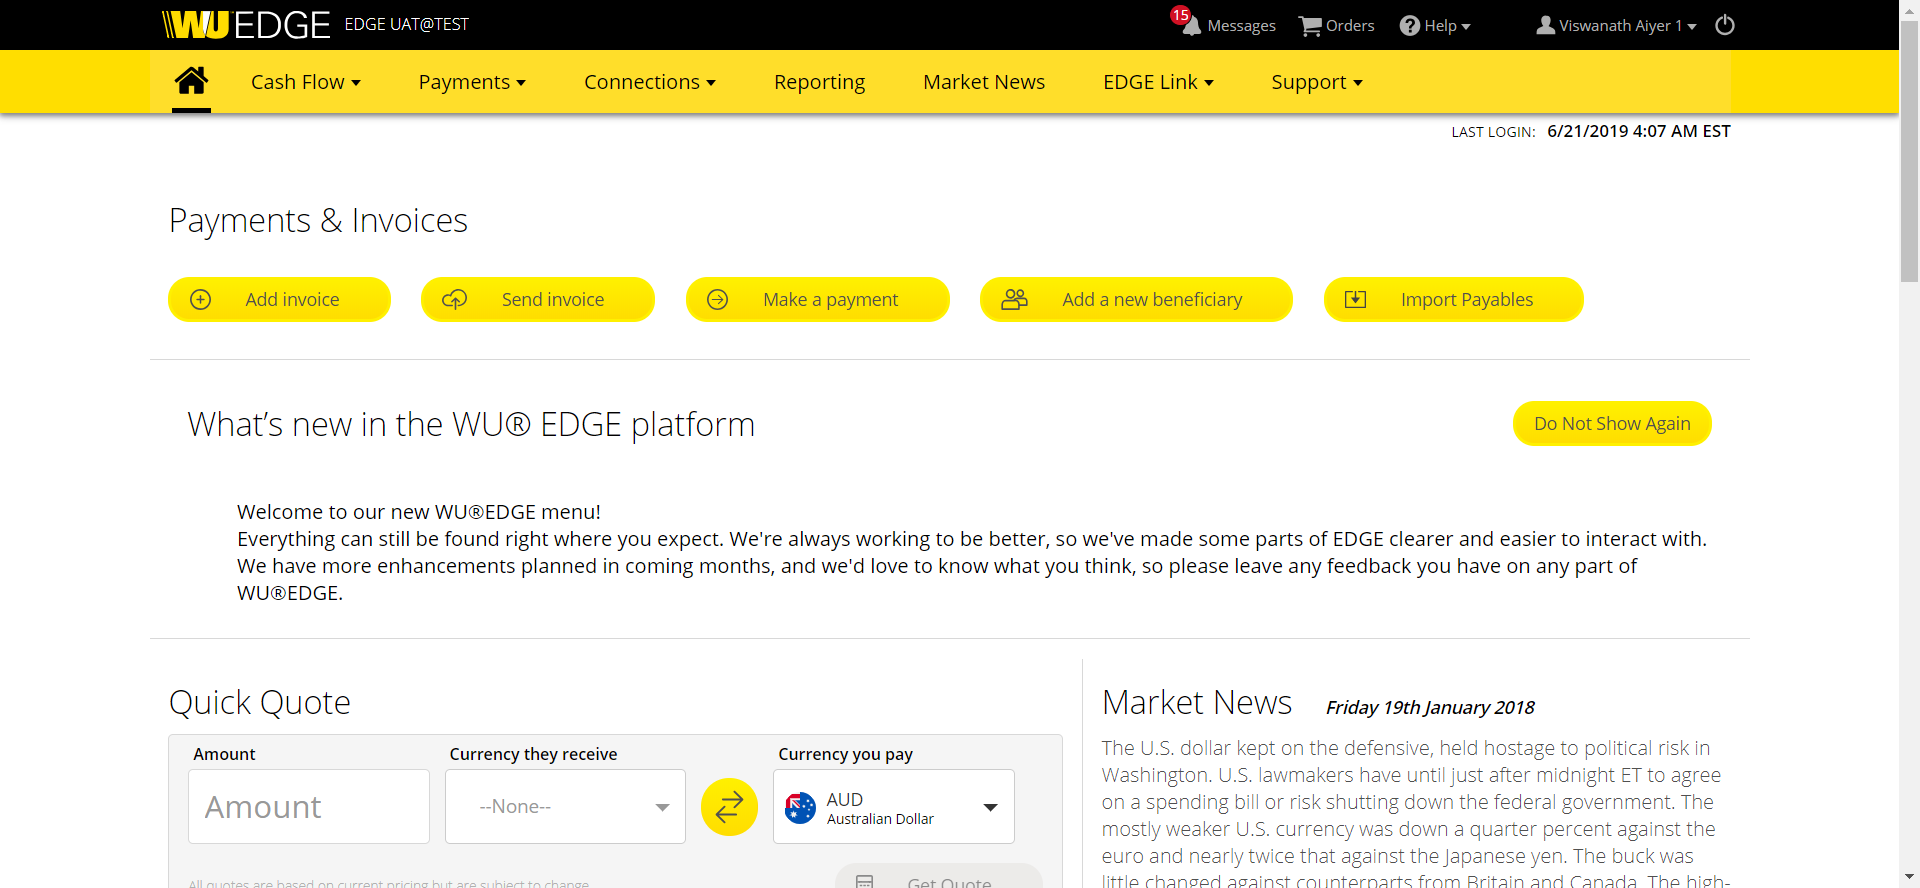 WU EDGE EDGE UAT@TEST
15 Messages Orders Help Viswanath Aiyer 1
Cash Flow Payments Connections Reporting Market News EDGE Link Support
LAST LOGIN: 6/21/2019 4:07 AM EST
Payments & Invoices
Add invoice Send invoice Make a payment Add a new beneficiary Import Payables
What’s new in the WU® EDGE platform
Do Not Show Again
Welcome to our new WU®EDGE menu!
Everything can still be found right where you expect. We're always working to be better, so we've made some parts of EDGE clearer and easier to interact with.
We have more enhancements planned in coming months, and we'd love to know what you think, so please leave any feedback you have on any part of
WU®EDGE.
Quick Quote
Amount Currency they receive Currency you pay
Amount --None-- AUD
Australian Dollar
All quotes are based on current pricing but are subject to change
Get Quote
Market News Friday 19th January 2018
The U.S. dollar kept on the defensive, held hostage to political risk in
Washington. U.S. lawmakers have until just after midnight ET to agree
on a spending bill or risk shutting down the federal government. The
mostly weaker U.S. currency was down a quarter percent against the
euro and nearly twice that against the Japanese yen. The buck was
little changed against counterparts from Britain and Canada. The high-